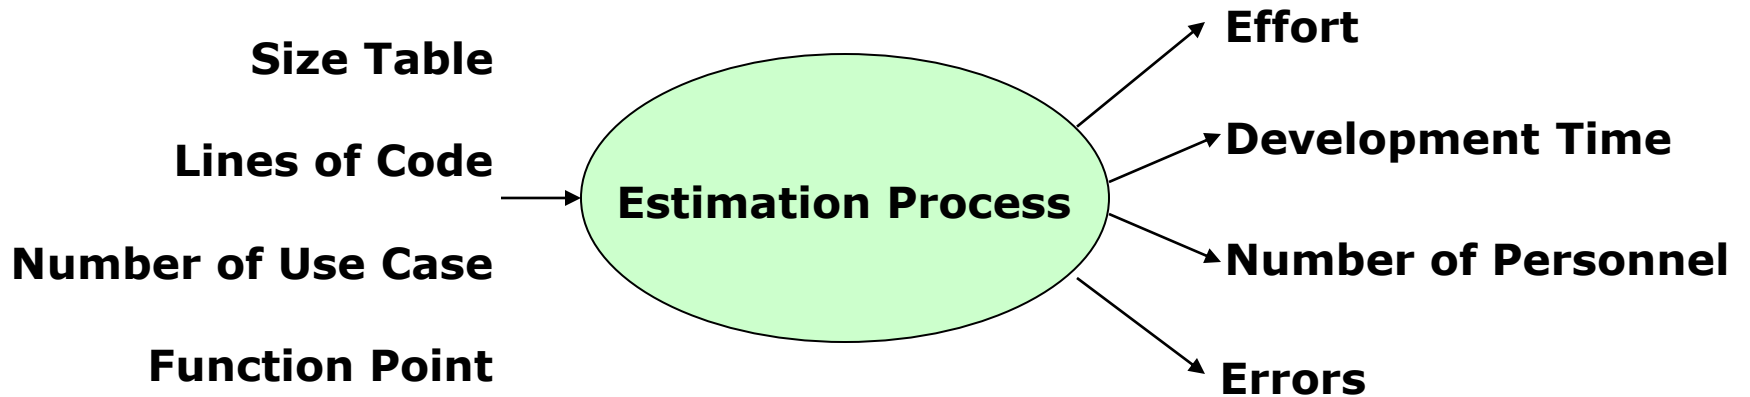 Size Table
Lines of Code
Number of Use Case
Function Point
Estimation Process
Effort
Development Time
Number of Personnel
Errors